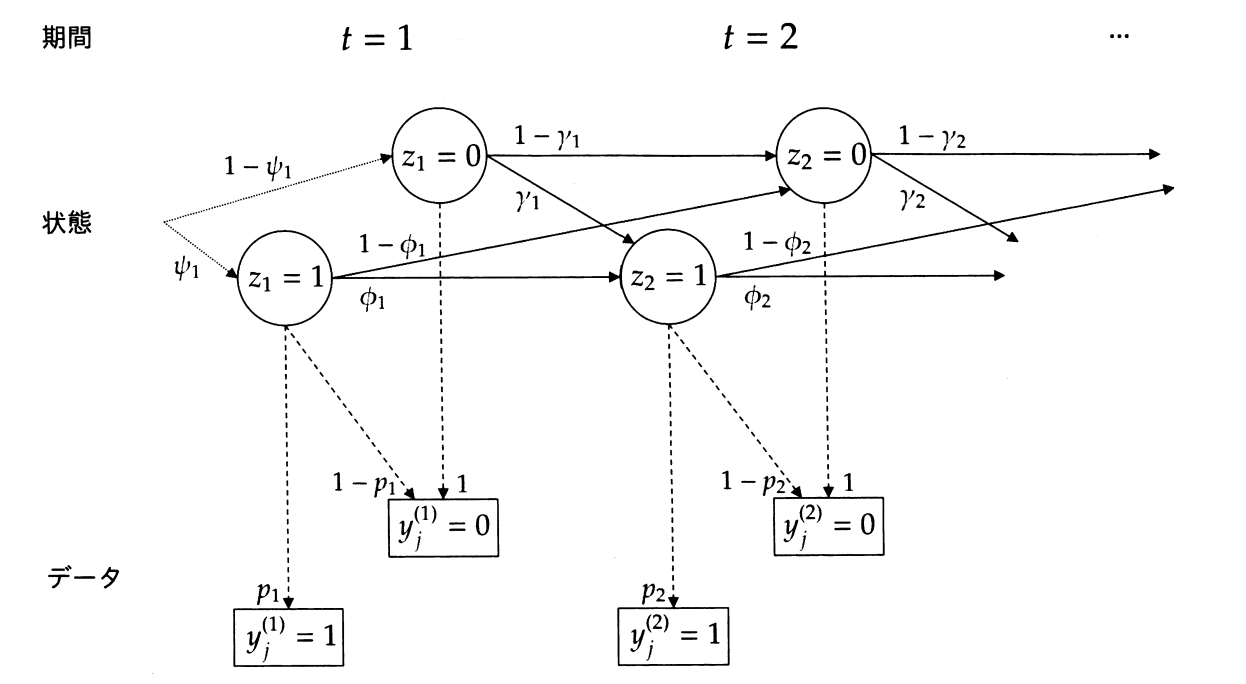 期間 t = 1 t = 2 ...
1 − γ₁ 1 − γ₂
z₁ = 0 z₂ = 0
1 − ψ₁
γ₁ γ₂
状態
1 − ϕ₁ 1 − ϕ₂
ψ₁ z₁ = 1 z₂ = 1
ϕ₁ ϕ₂
1 − p₁ 1 1 − p₂ 1
y_j^(1) = 0 y_j^(2) = 0
データ
p₁ p₂
y_j^(1) = 1 y_j^(2) = 1